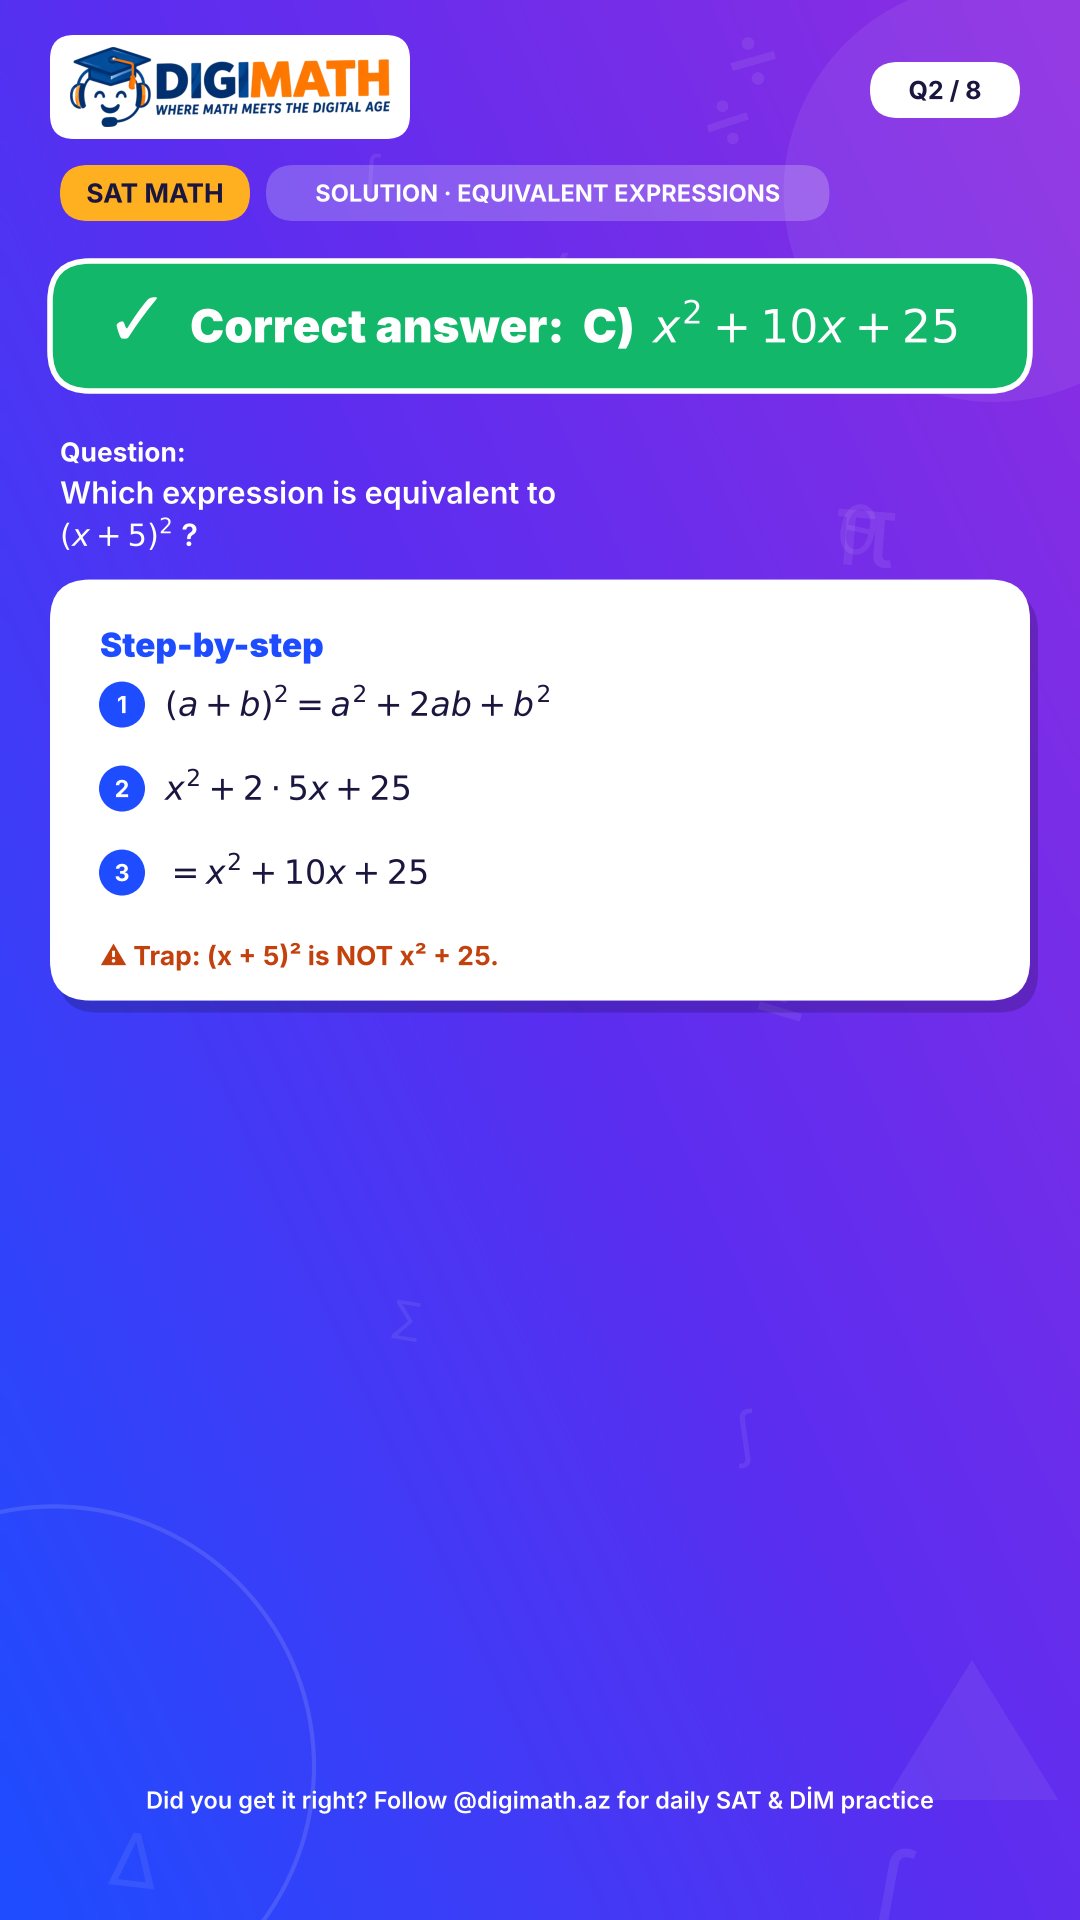 DIGIMATH
WHERE MATH MEETS THE DIGITAL AGE
Q2 / 8
SAT MATH
SOLUTION · EQUIVALENT EXPRESSIONS
✓ Correct answer: C) x² + 10x + 25
Question:
Which expression is equivalent to
(x + 5)² ?
Step-by-step
1 (a + b)² = a² + 2ab + b²
2 x² + 2 · 5x + 25
3 = x² + 10x + 25
⚠ Trap: (x + 5)² is NOT x² + 25.
Did you get it right? Follow @digimath.az for daily SAT & DİM practice